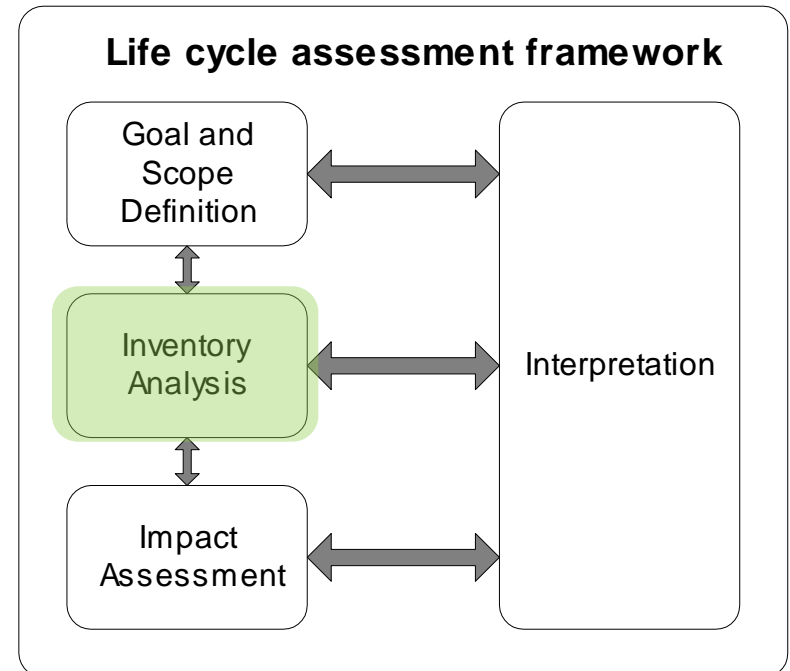 Life cycle assessment framework
Goal and
Scope
Definition
Inventory
Analysis
Interpretation
Impact
Assessment